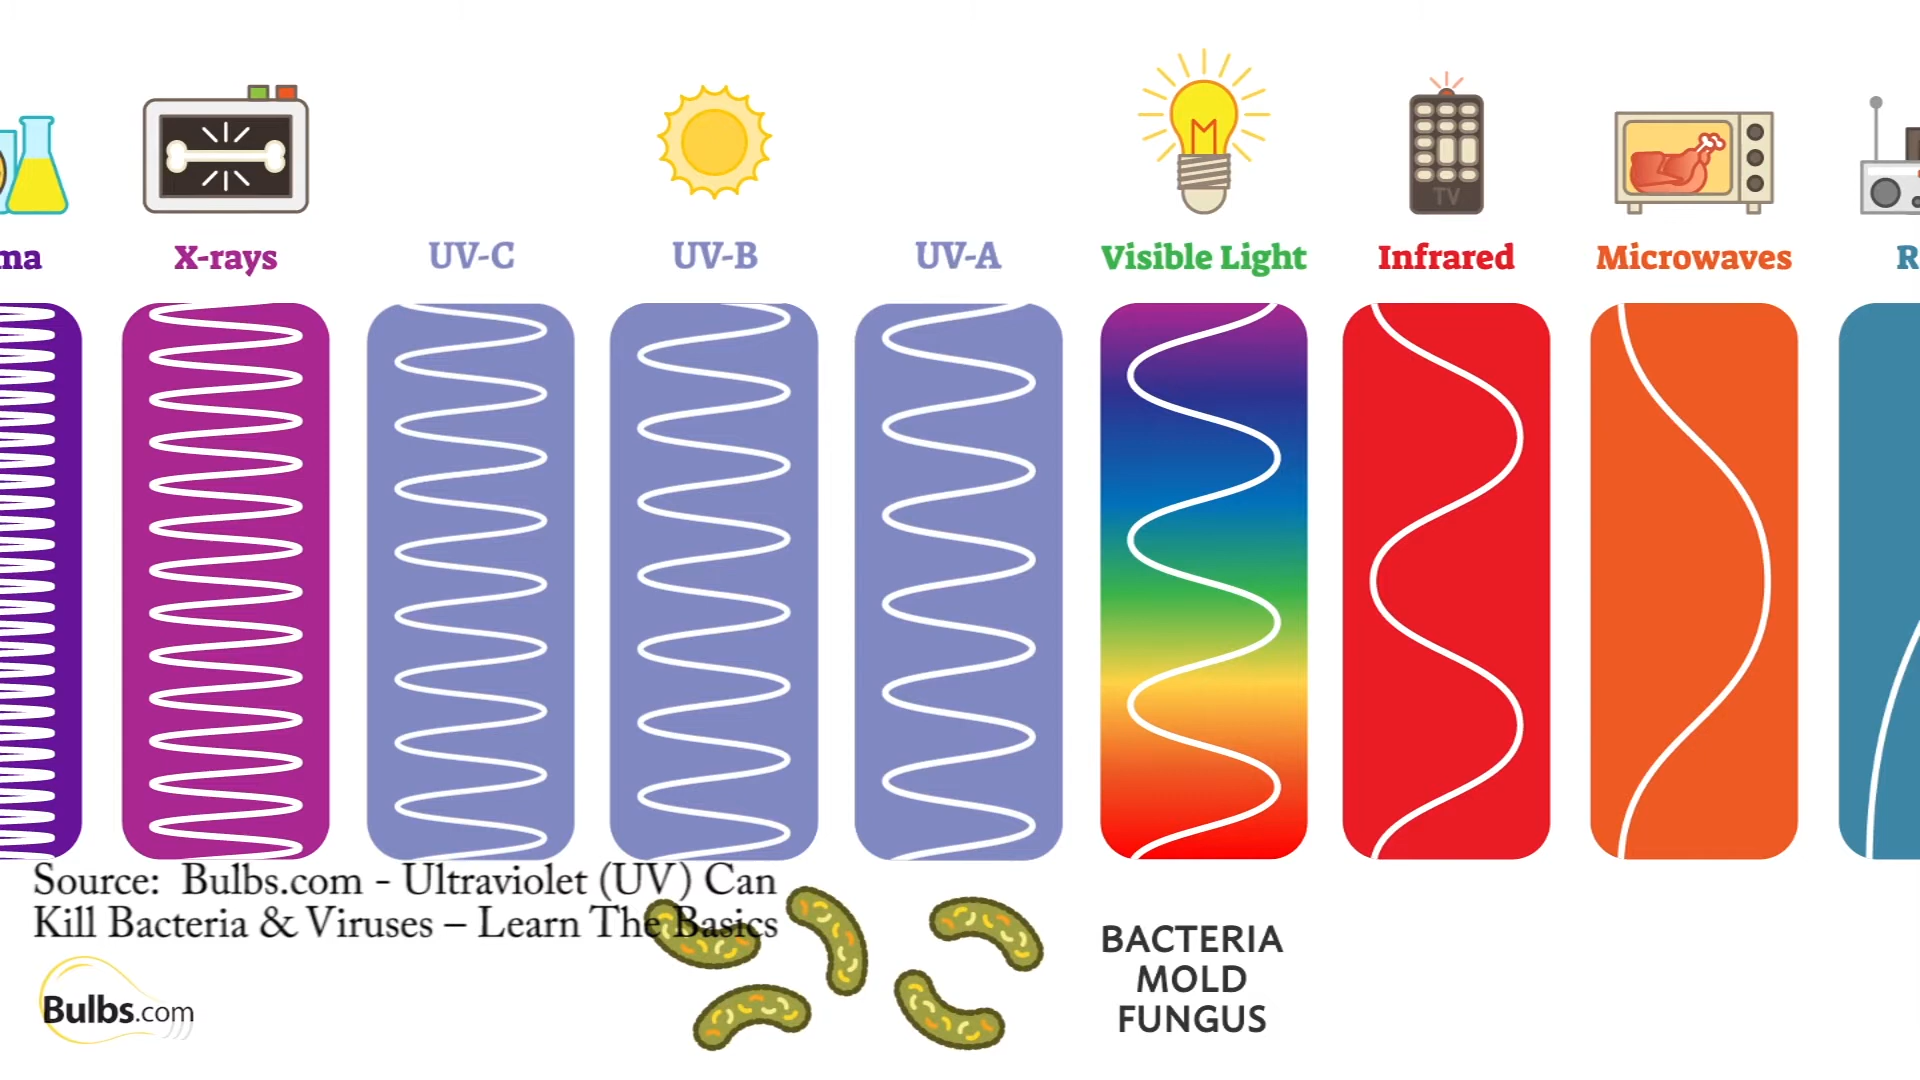 TV
ma
X-rays
UV-C
UV-B
UV-A
Visible Light
Infrared
Microwaves
R
Source: Bulbs.com - Ultraviolet (UV) Can
Kill Bacteria & Viruses – Learn The Basics
Bulbs.com
BACTERIA
MOLD
FUNGUS